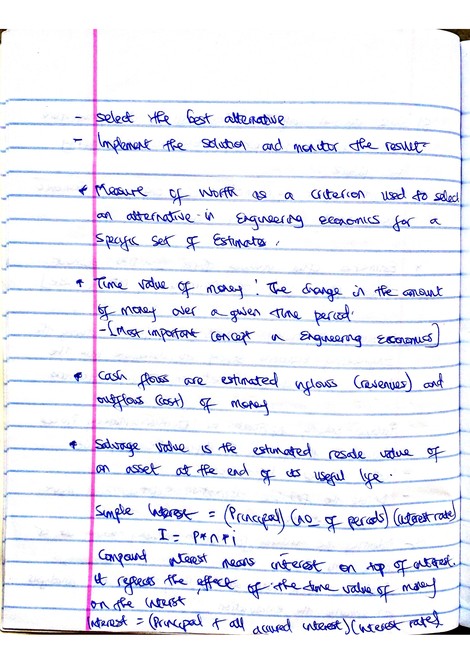 - Select the best alternative
- Implement the solution and monitor the result
* Measure of worth as a criterion used to select
an alternative in Engineering Economics for a
specific set of Estimates.
* Time value of money: The change in the amount
of money over a given time period.
- [most important concept in Engineering Economics]
* Cash flows are estimated inflows (revenues) and
outflows (cost) of money
* Salvage value is the estimated resale value of
an asset at the end of its useful life.
Simple interest = (Principal) (no_ of periods) (interest rate)
I = P*n*i
Compound interest means interest on top of interest.
it reflects the effect of the time value of money
on the interest
Interest = (Principal + all accured interest) (interest rate)